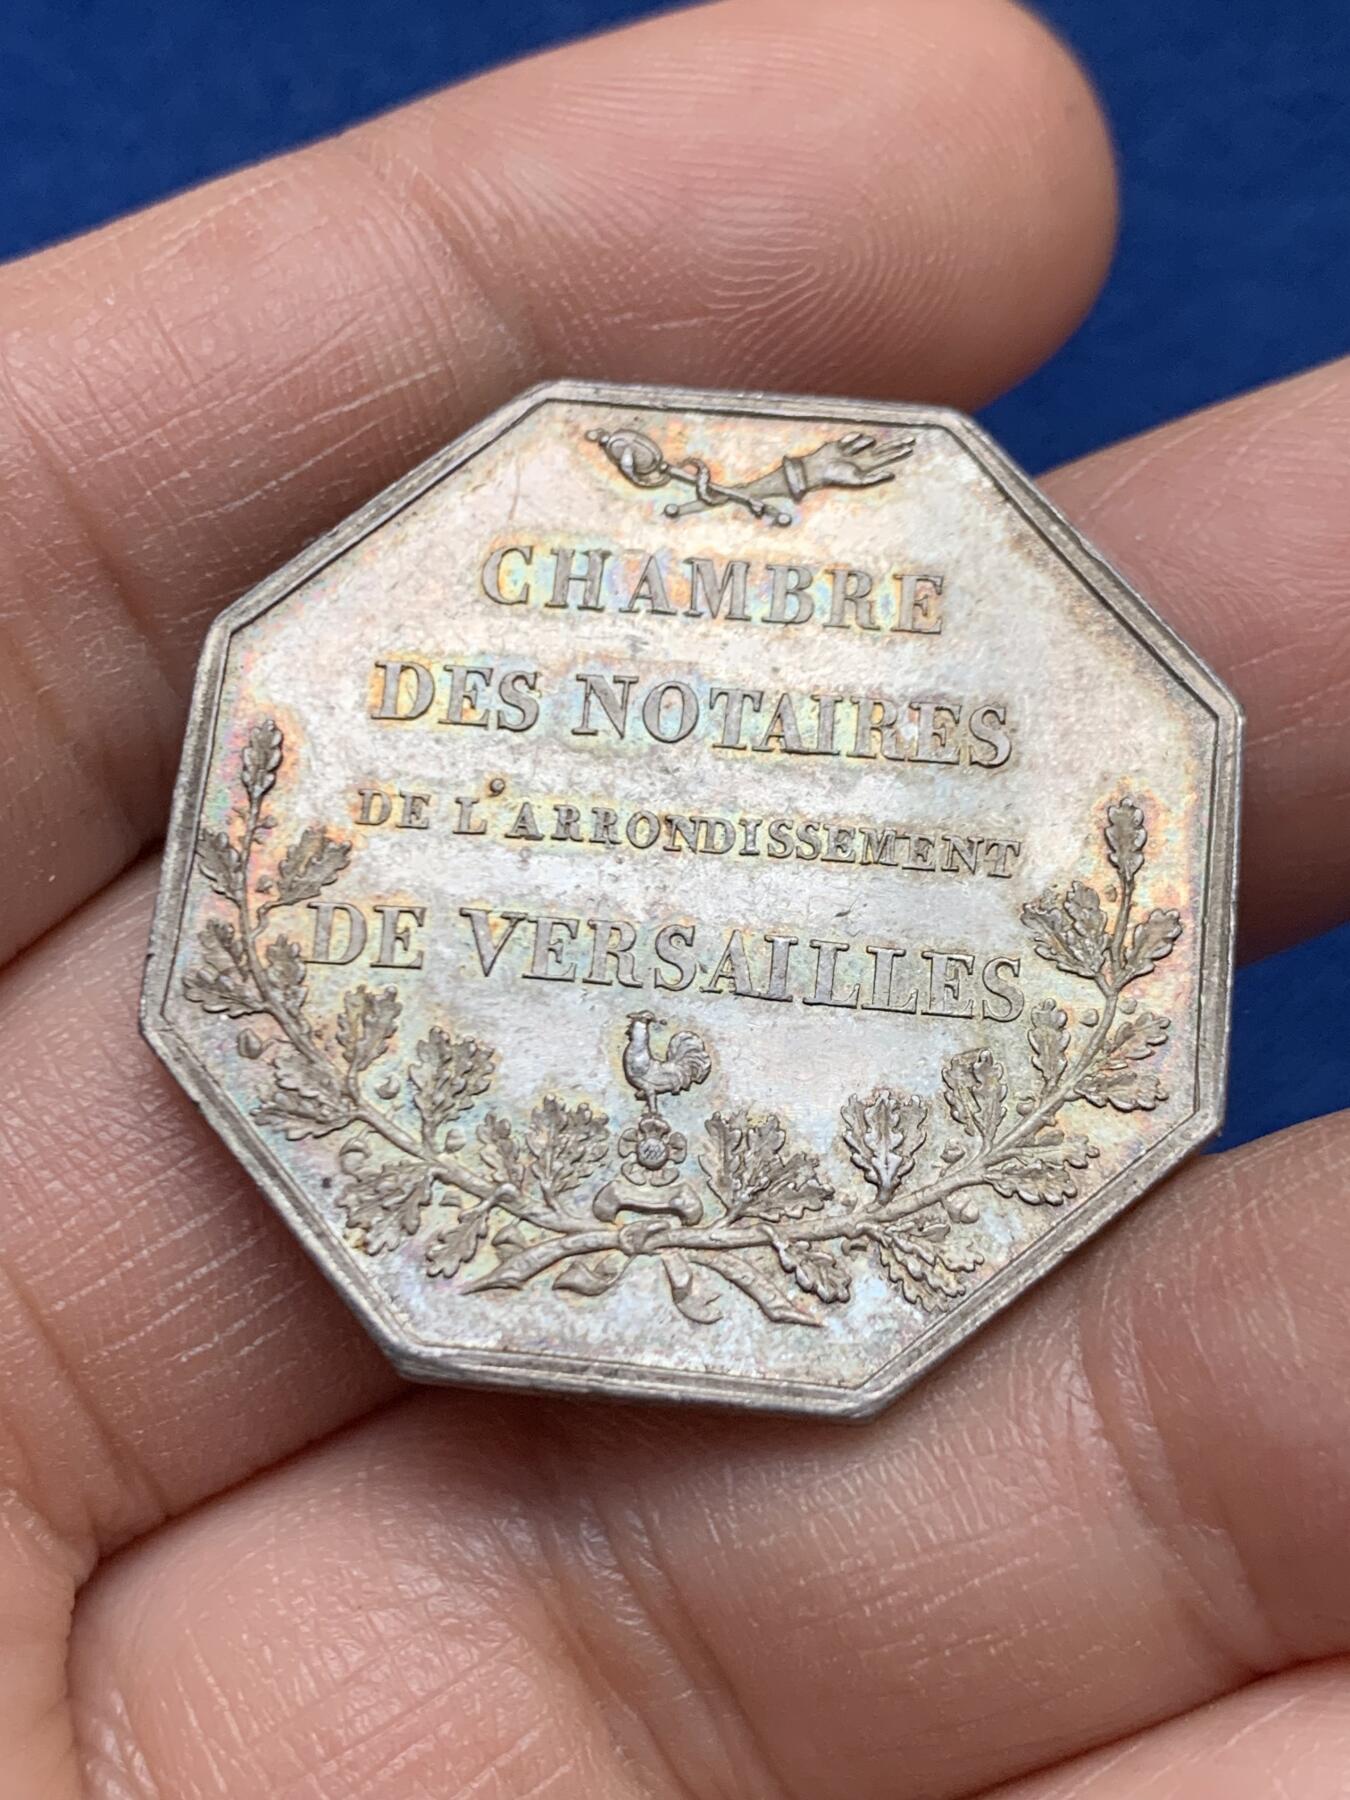 CHAMBRE
DES NOTAIRES
DE L'ARRONDISSEMENT
DE VERSAILLES